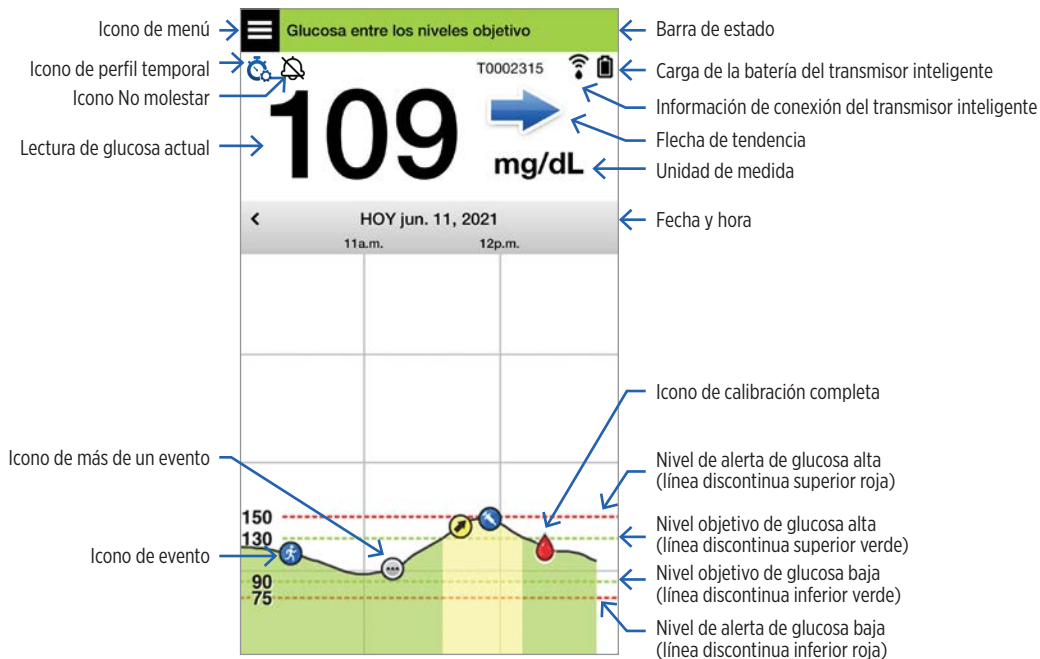 Icono de menú
Glucosa entre los niveles objetivo
Barra de estado
Icono de perfil temporal
Icono No molestar
T0002315
Carga de la batería del transmisor inteligente
Información de conexión del transmisor inteligente
Lectura de glucosa actual
109
mg/dL
Flecha de tendencia
Unidad de medida
HOY jun. 11, 2021
Fecha y hora
11a.m.
12p.m.
Icono de calibración completa
Icono de más de un evento
Nivel de alerta de glucosa alta
(línea discontinua superior roja)
150
130
Nivel objetivo de glucosa alta
(línea discontinua superior verde)
Icono de evento
90
75
Nivel objetivo de glucosa baja
(línea discontinua inferior verde)
Nivel de alerta de glucosa baja
(línea discontinua inferior roja)